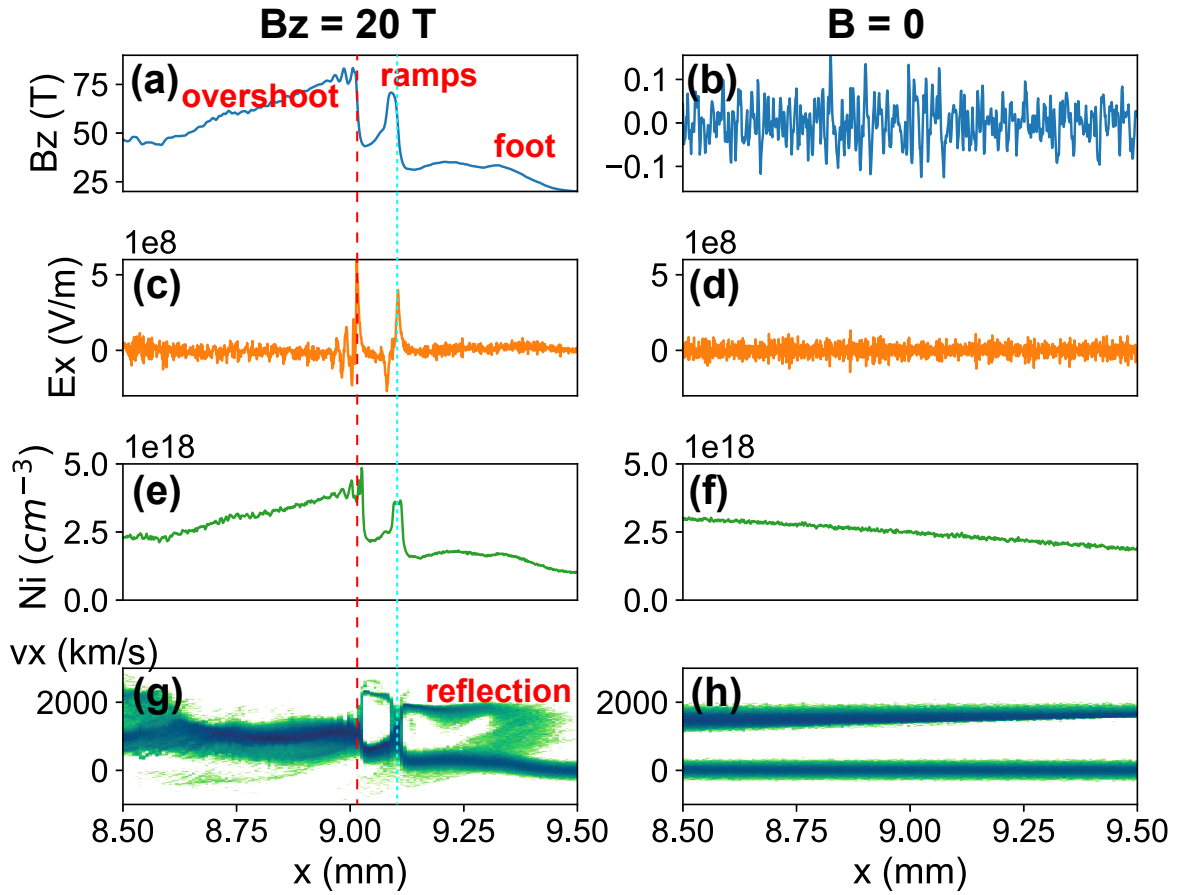 Bz = 20 T
B = 0
(a)
overshoot
ramps
foot
Bz (T)
75
50
25
(b)
0.1
0.0
−0.1
1e8
(c)
Ex (V/m)
5
0
1e8
(d)
5
0
1e18
(e)
Ni (cm⁻³)
5.0
2.5
0.0
1e18
(f)
5.0
2.5
0.0
vx (km/s)
(g)
reflection
2000
0
8.50 8.75 9.00 9.25 9.50
x (mm)
(h)
2000
0
8.50 8.75 9.00 9.25 9.50
x (mm)